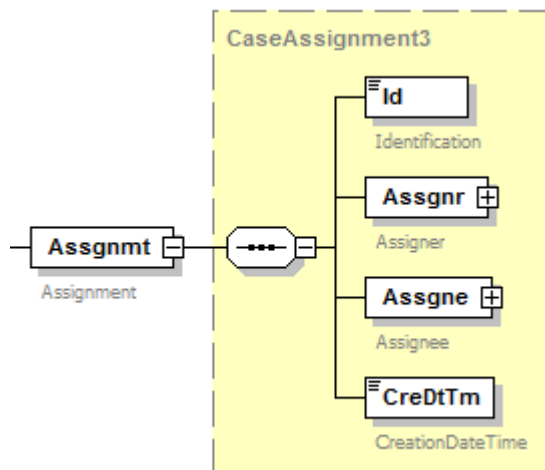 CaseAssignment3
Id
Identification
Assgnr
Assigner
Assgnmt
Assignment
Assgne
Assignee
CreDtTm
CreationDateTime